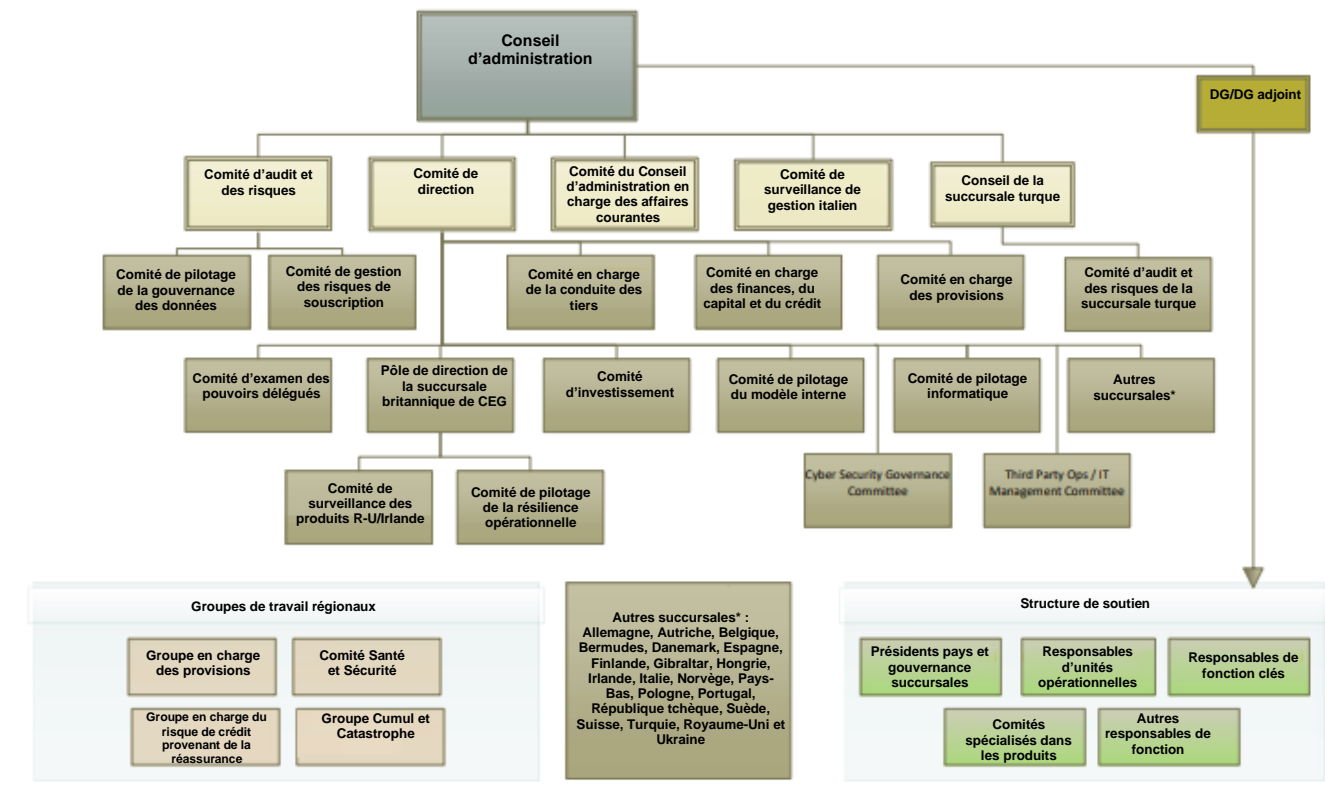 Conseil
d'administration
DG/DG adjoint
Comité d'audit et
des risques
Comité de
direction
Comité du Conseil
d'administration en
charge des affaires
courantes
Comité de
surveillance de
gestion italien
Conseil de la
succursale turque
Comité de pilotage
de la gouvernance
des données
Comité de gestion
des risques de
souscription
Comité en charge
de la conduite des
tiers
Comité en charge
des finances, du
capital et du crédit
Comité en charge
des provisions
Comité d'audit et
des risques de la
succursale turque
Comité d'examen des
pouvoirs délégués
Pôle de direction de
la succursale
britannique de CEG
Comité
d'investissement
Comité de pilotage
du modèle interne
Comité de pilotage
informatique
Autres
succursales*
Comité de
surveillance des
produits R-U/Irlande
Comité de pilotage
de la résilience
opérationnelle
Cyber Security Governance
Committee
Third Party Ops / IT
Management Committee
Groupes de travail régionaux
Groupe en charge
des provisions
Comité Santé
et Sécurité
Groupe en charge du
risque de crédit
provenant de la
réassurance
Groupe Cumul et
Catastrophe
Autres succursales* :
Allemagne, Autriche, Belgique,
Bermudes, Danemark, Espagne,
Finlande, Gibraltar, Hongrie,
Irlande, Italie, Norvège, Pays-
Bas, Pologne, Portugal,
République tchèque, Suède,
Suisse, Turquie, Royaume-Uni et
Ukraine
Structure de soutien
Présidents pays et
gouvernance
succursales
Responsables
d'unités
opérationnelles
Responsables de
fonction clés
Comités
spécialisés dans
les produits
Autres
responsables de
fonction